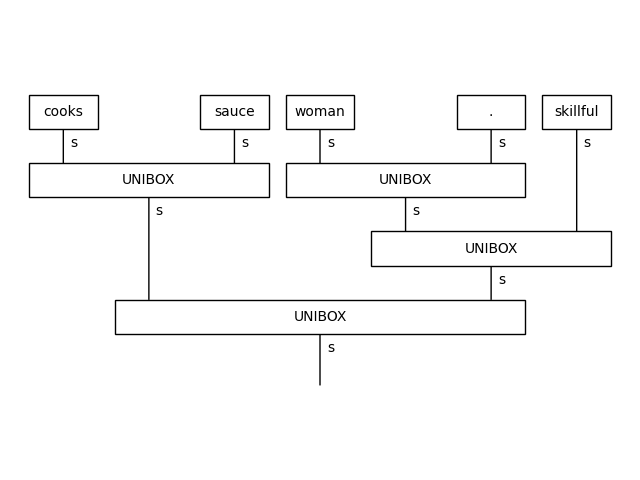 cooks sauce woman . skillful
s s s s s
UNIBOX UNIBOX
s s
UNIBOX
s
UNIBOX
s